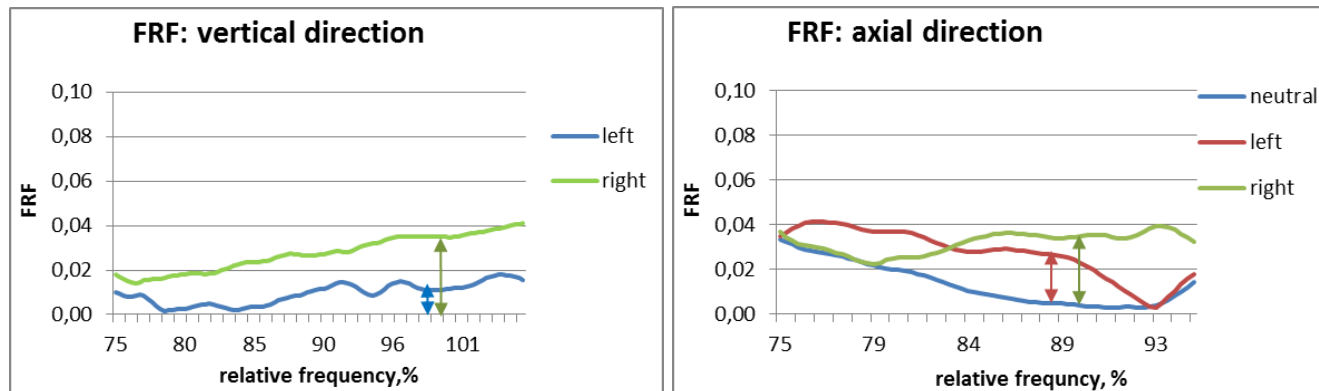 FRF: vertical direction
0,10
0,08
0,06
0,04
0,02
0,00
FRF
75 80 85 90 96 101
relative frequency,%
left
right
FRF: axial direction
0,10
0,08
0,06
0,04
0,02
0,00
FRF
75 79 84 89 93
relative frequncy, %
neutral
left
right